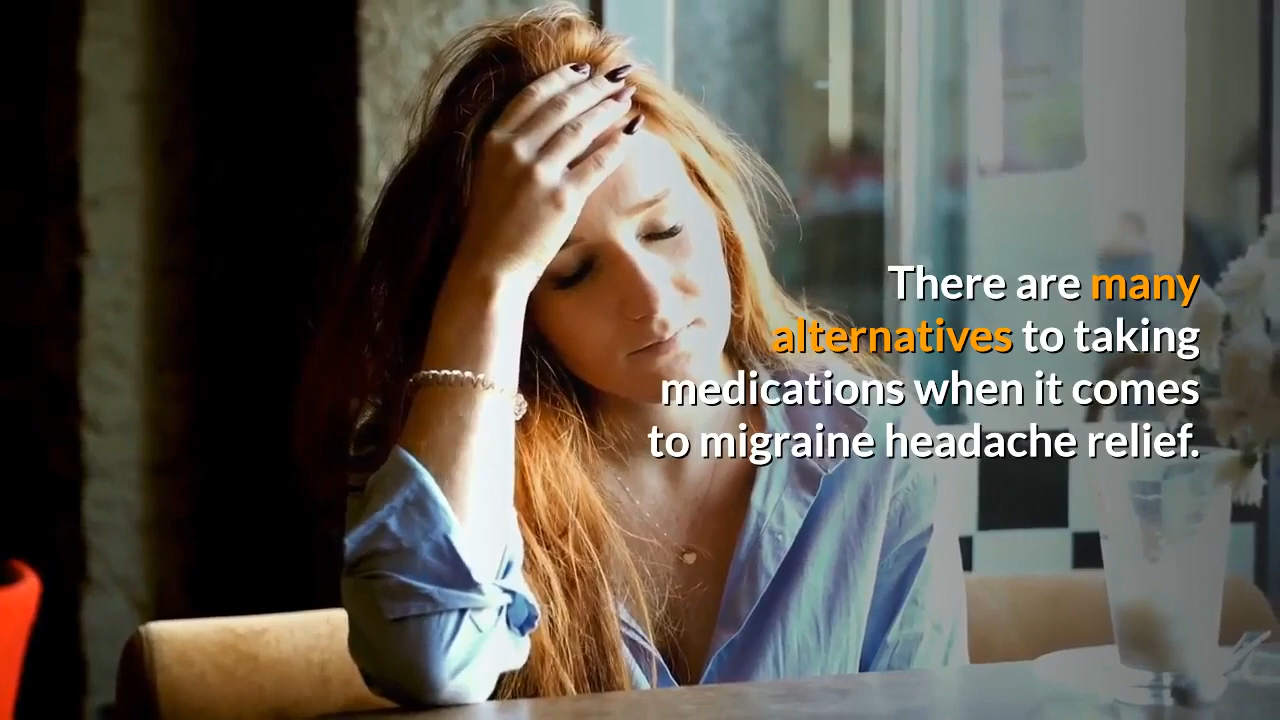 There are many
alternatives to taking
medications when it comes
to migraine headache relief.